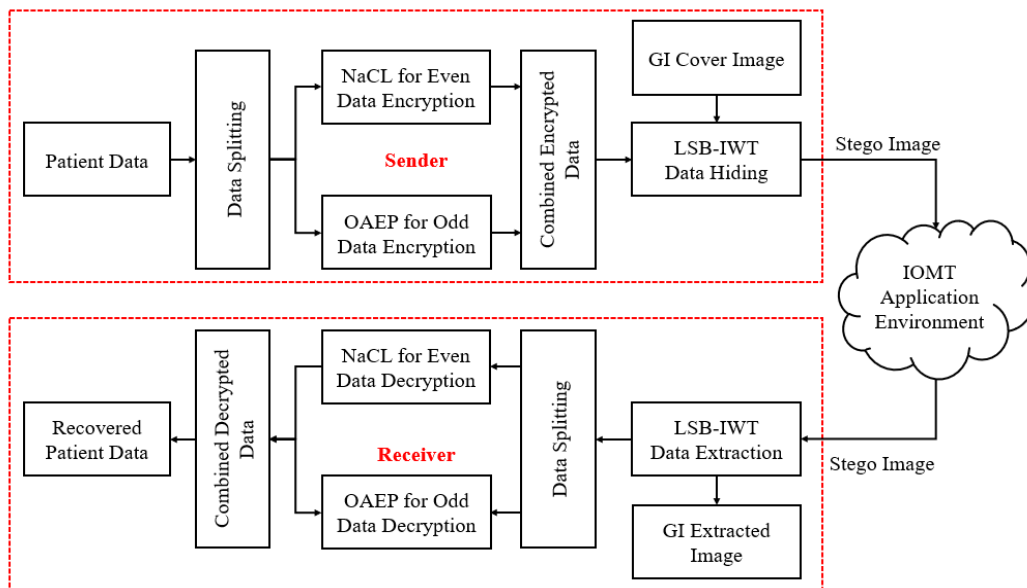 Patient Data
Data Splitting
NaCL for Even
Data Encryption
Sender
OAEP for Odd
Data Encryption
Combined Encrypted
Data
GI Cover Image
LSB-IWT
Data Hiding
Stego Image
IOMT
Application
Environment
Recovered
Patient Data
Combined Decrypted
Data
NaCL for Even
Data Decryption
Receiver
OAEP for Odd
Data Decryption
Data Splitting
LSB-IWT
Data Extraction
GI Extracted
Image
Stego Image